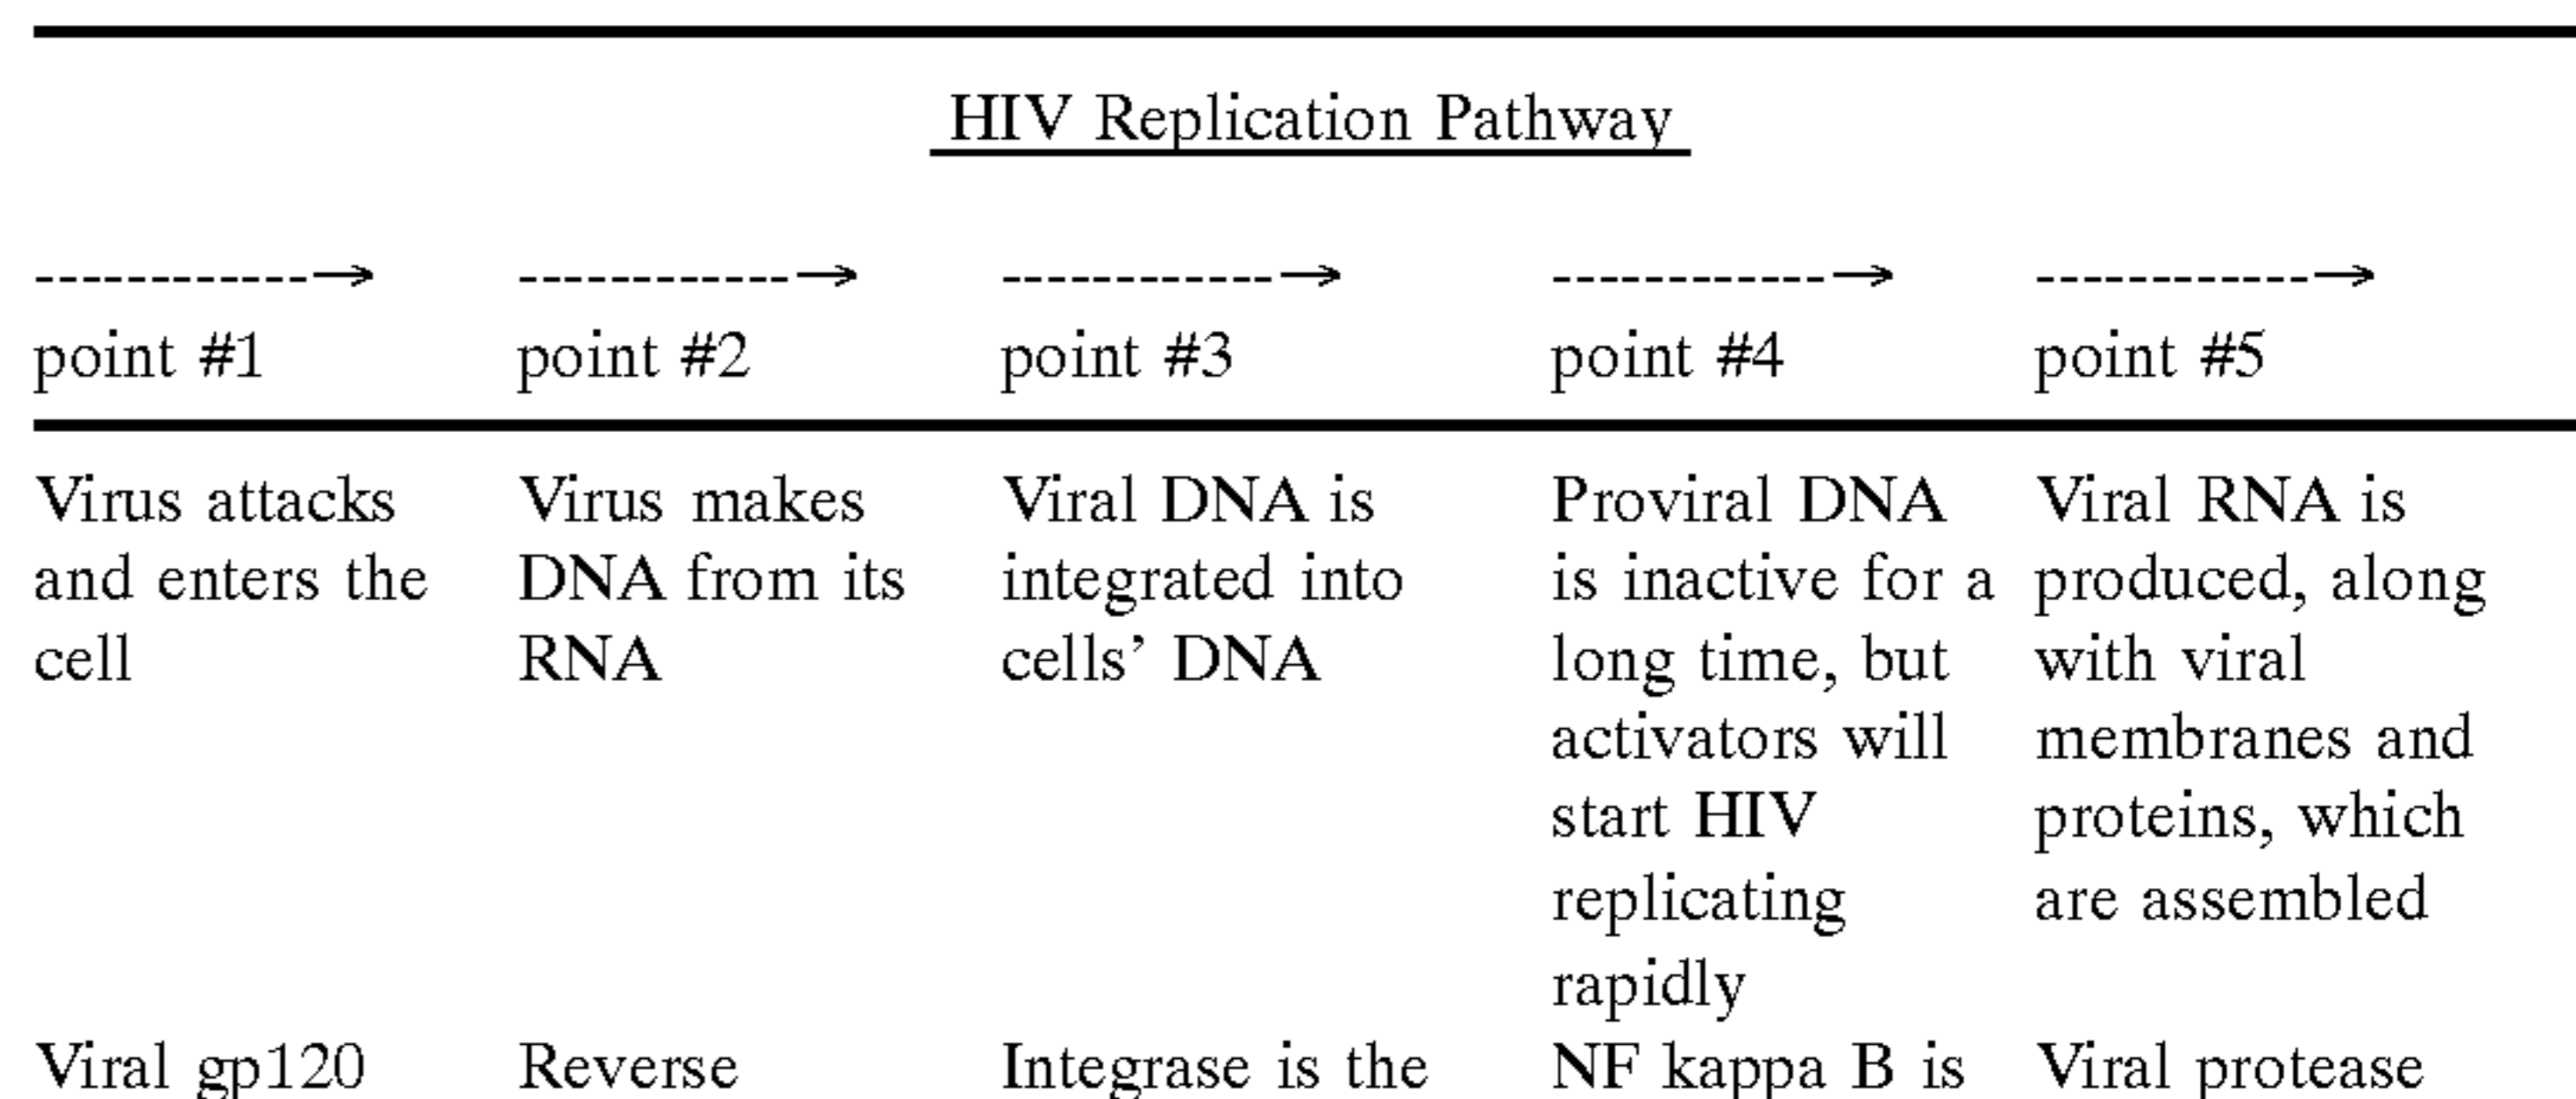 HIV Replication Pathway
------------→ ------------→ ------------→ ------------→ ------------→
point #1 point #2 point #3 point #4 point #5
Virus attacks Virus makes Viral DNA is Proviral DNA Viral RNA is
and enters the DNA from its integrated into is inactive for a produced, along
cell RNA cells’ DNA long time, but with viral
activators will membranes and
start HIV proteins, which
replicating are assembled
rapidly
Viral gp120 Reverse Integrase is the NF kappa B is Viral protease